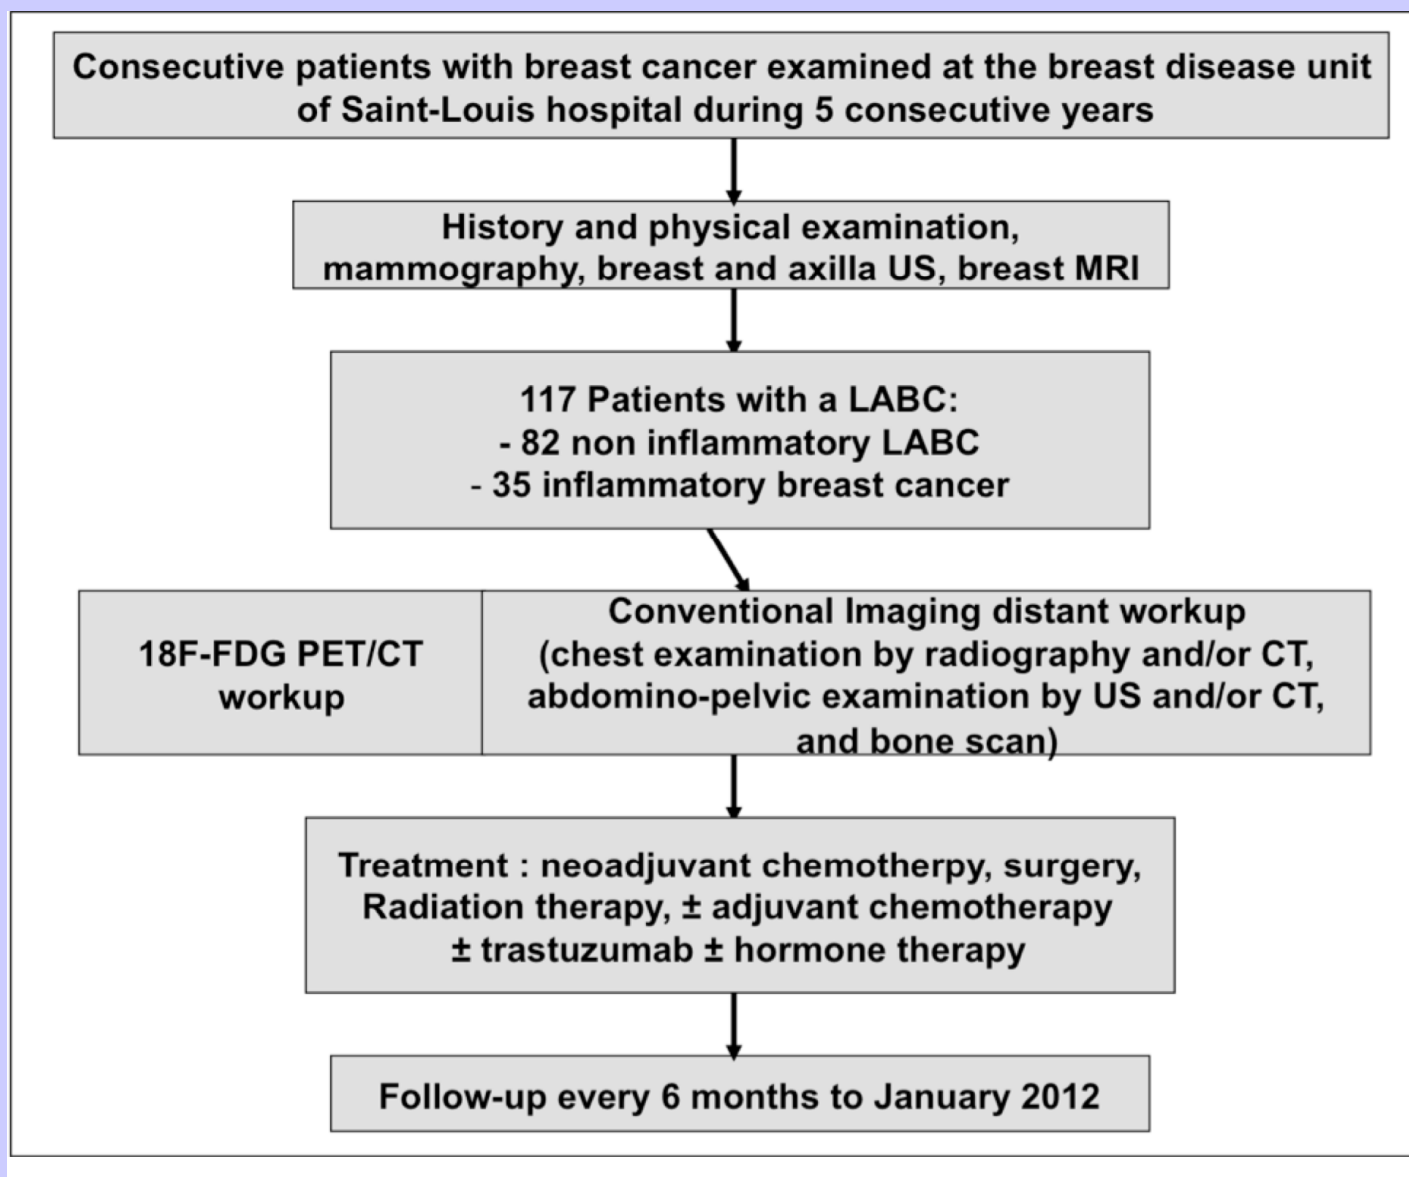 Consecutive patients with breast cancer examined at the breast disease unit
of Saint-Louis hospital during 5 consecutive years
History and physical examination,
mammography, breast and axilla US, breast MRI
117 Patients with a LABC:
- 82 non inflammatory LABC
- 35 inflammatory breast cancer
18F-FDG PET/CT
workup
Conventional Imaging distant workup
(chest examination by radiography and/or CT,
abdomino-pelvic examination by US and/or CT,
and bone scan)
Treatment : neoadjuvant chemotherpy, surgery,
Radiation therapy, ± adjuvant chemotherapy
± trastuzumab ± hormone therapy
Follow-up every 6 months to January 2012